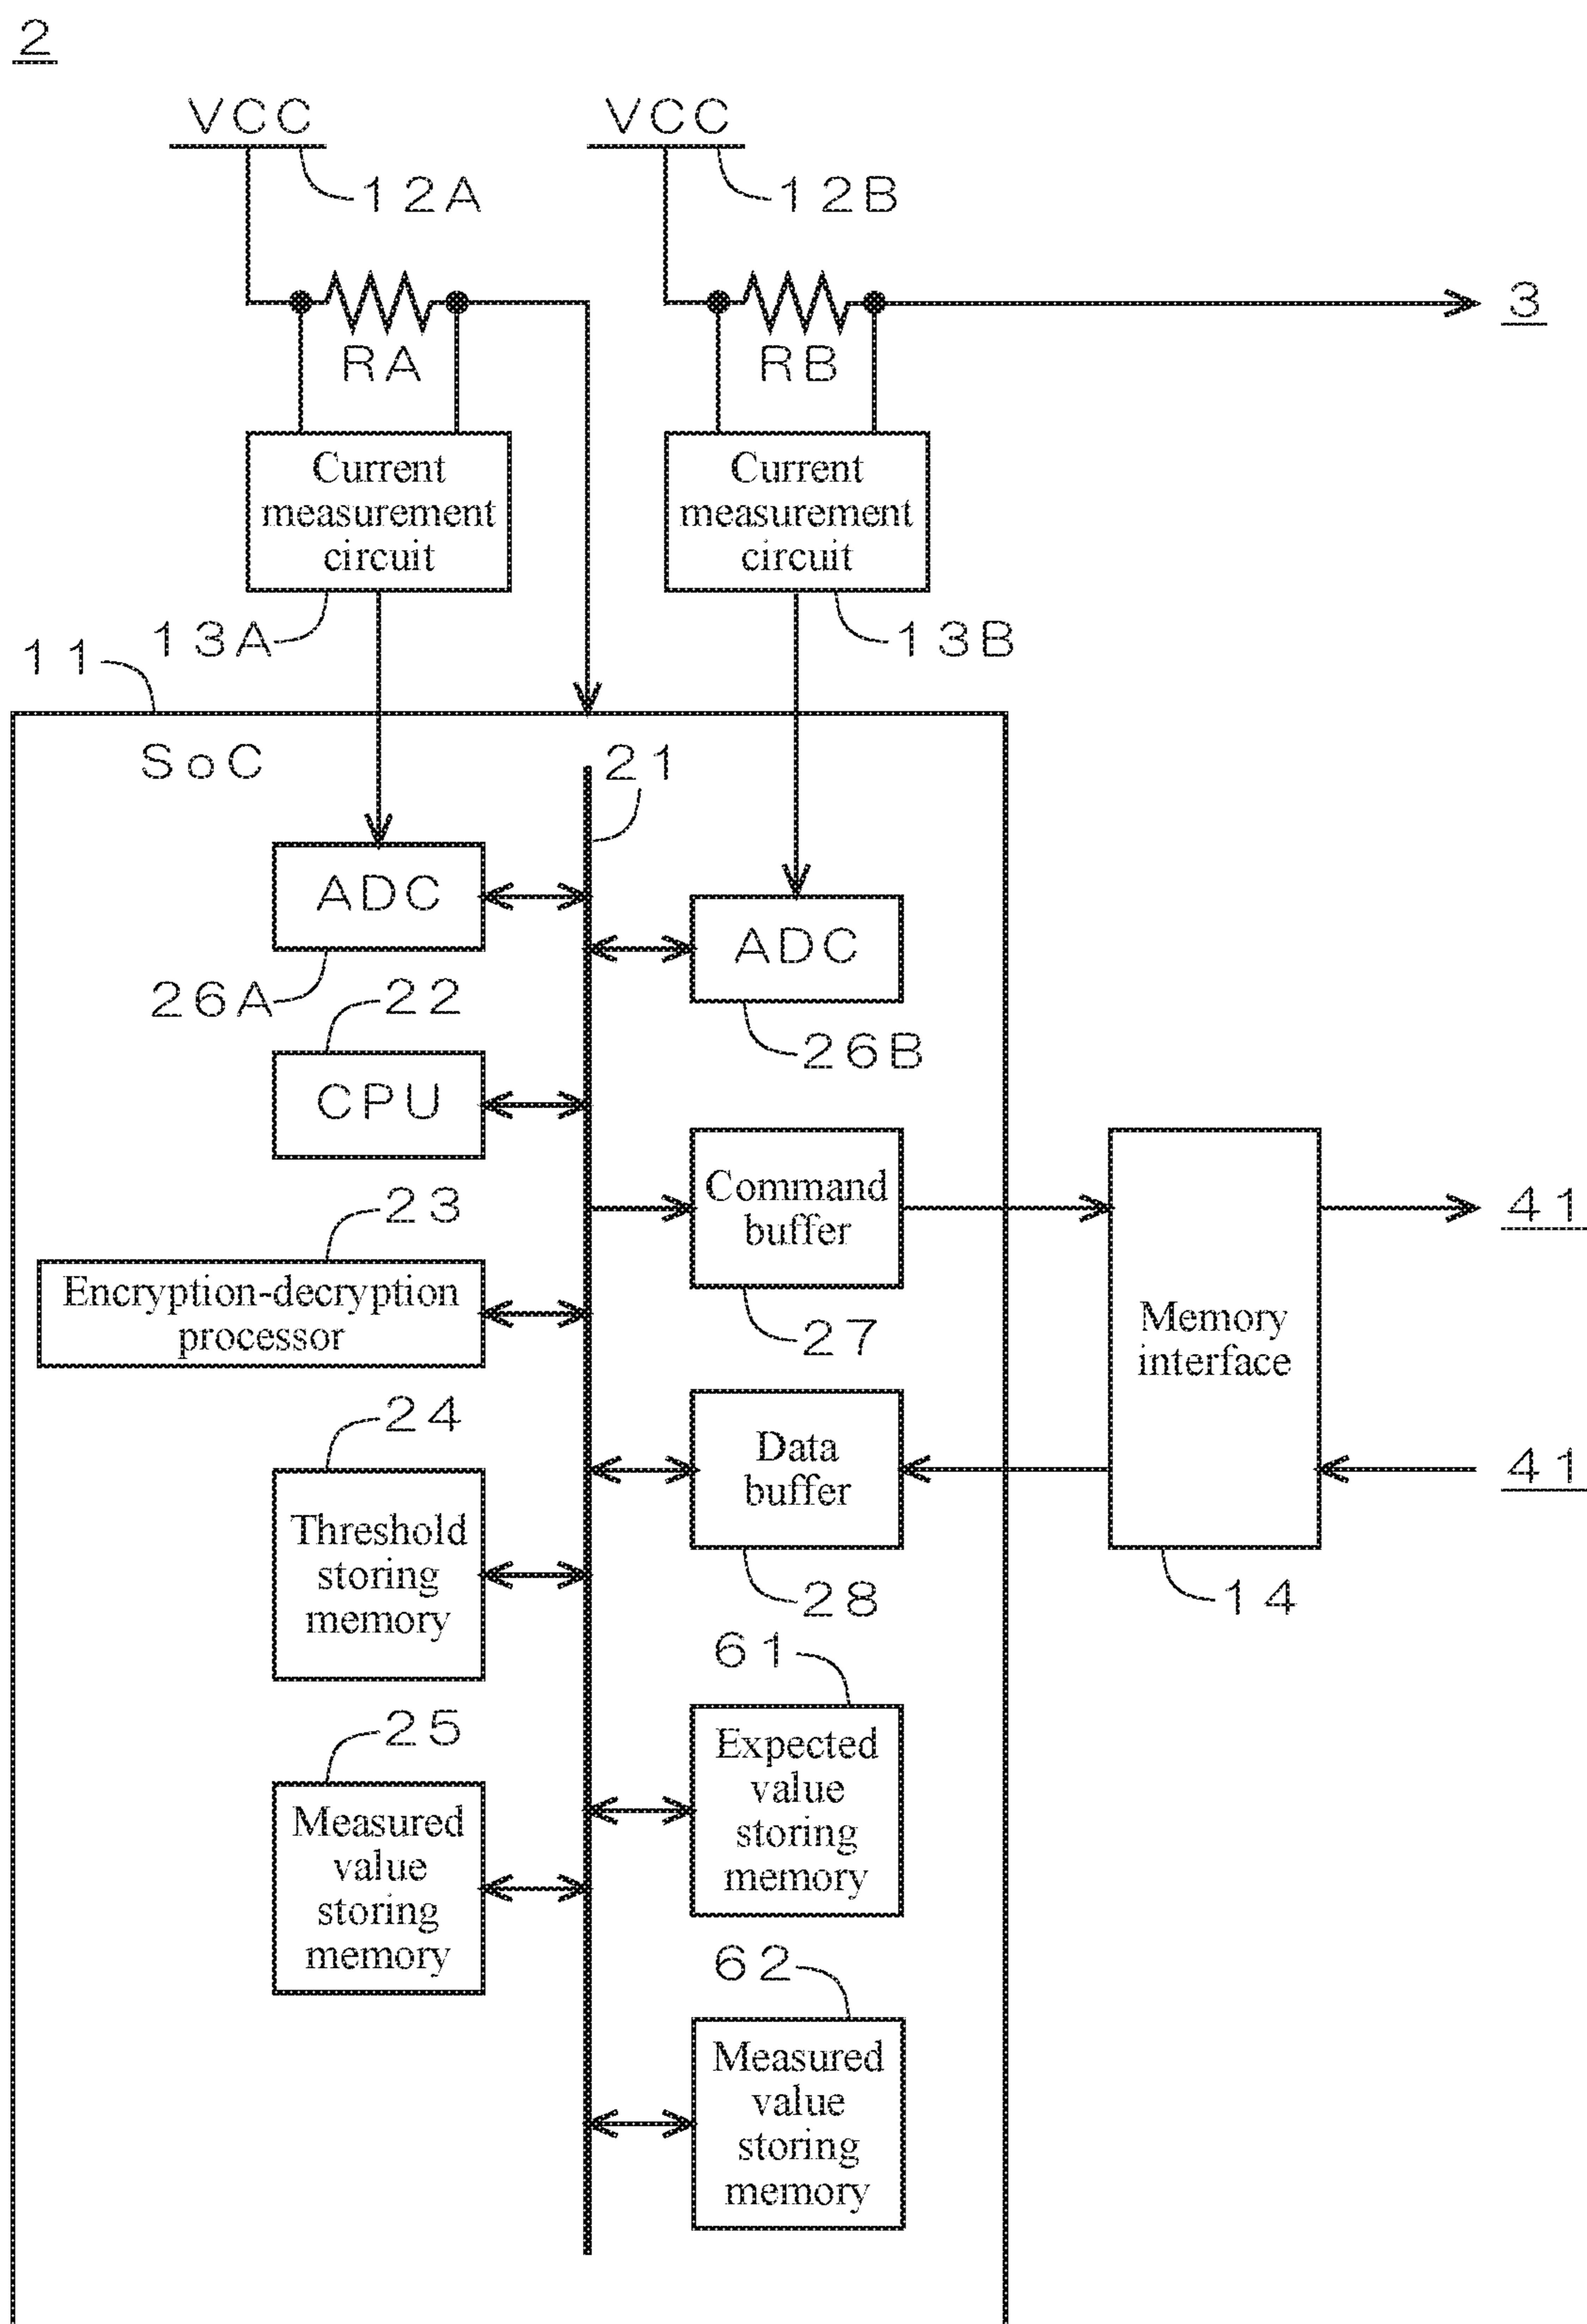 2
VCC
VCC
12A
12B
3
RA
RB
Current
measurement
circuit
Current
measurement
circuit
13A
13B
11
SoC
21
ADC
ADC
26A
22
26B
CPU
Command
buffer
41
23
Encryption-decryption
processor
27
Memory
interface
24
Data
buffer
41
Threshold
storing
memory
28
14
61
25
Expected
value
storing
memory
Measured
value
storing
memory
62
Measured
value
storing
memory